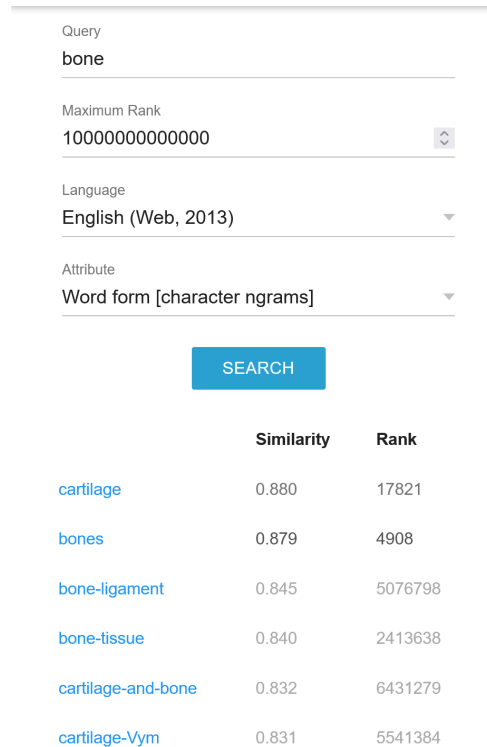 Query
bone
Maximum Rank
10000000000000
Language
English (Web, 2013)
Attribute
Word form [character ngrams]
SEARCH
Similarity Rank
cartilage 0.880 17821
bones 0.879 4908
bone-ligament 0.845 5076798
bone-tissue 0.840 2413638
cartilage-and-bone 0.832 6431279
cartilage-Vym 0.831 5541384